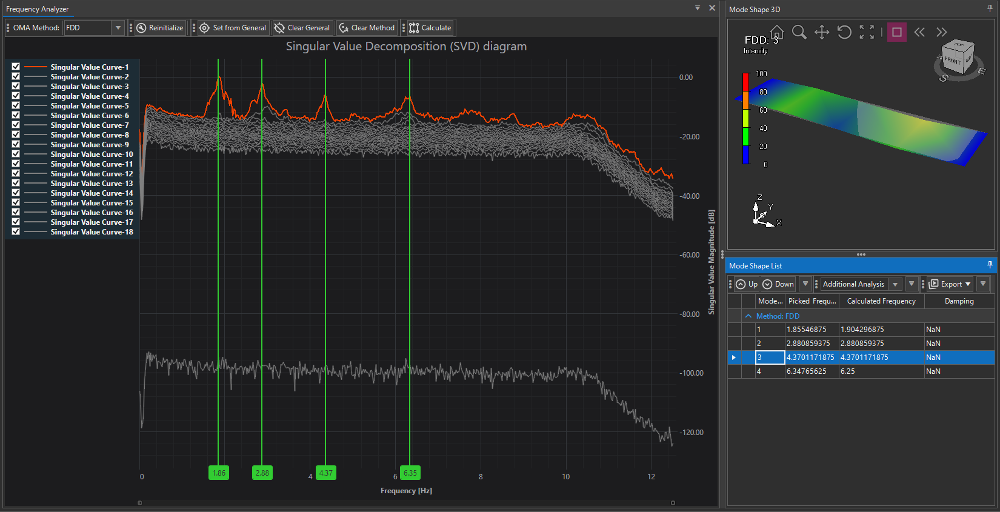 Frequency Analyzer
OMA Method: FDD Reinitialize Set from General Clear General Clear Method Calculate
Singular Value Decomposition (SVD) diagram
Singular Value Curve-1
Singular Value Curve-2
Singular Value Curve-3
Singular Value Curve-4
Singular Value Curve-5
Singular Value Curve-6
Singular Value Curve-7
Singular Value Curve-8
Singular Value Curve-9
Singular Value Curve-10
Singular Value Curve-11
Singular Value Curve-12
Singular Value Curve-13
Singular Value Curve-14
Singular Value Curve-15
Singular Value Curve-16
Singular Value Curve-17
Singular Value Curve-18
0.00
-20.00
-40.00
-60.00
-80.00
-100.00
-120.00
Singular Value Magnitude [dB]
1.86 2.88 4.37 6.35
0 4 6 8 10 12
Frequency [Hz]
Mode Shape 3D
FDD: 3
Intensity
100
80
60
40
20
0
TOP
FRONT
S
E
Z
Y
X
Mode Shape List
Up Down Additional Analysis Export
Mode... Picked Frequ... Calculated Frequency Damping
Method: FDD
1 1.85546875 1.904296875 NaN
2 2.880859375 2.880859375 NaN
3 4.3701171875 4.3701171875 NaN
4 6.34765625 6.25 NaN